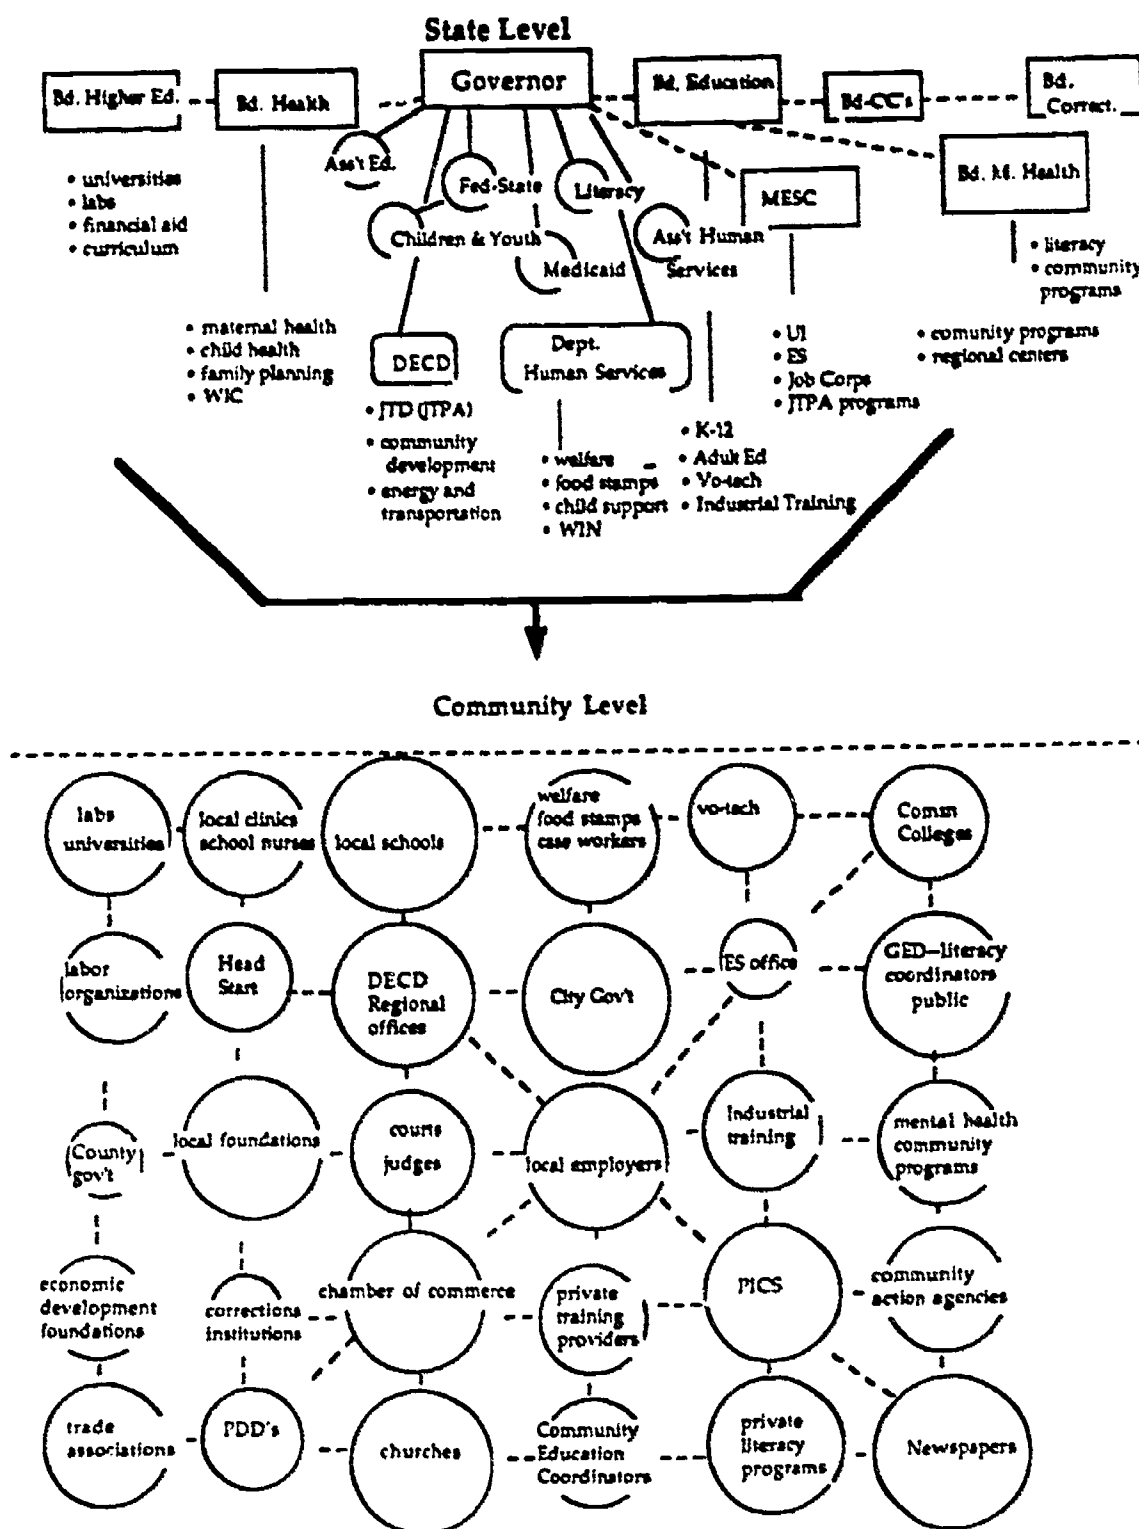 State Level
Governor
Bd. Higher Ed.
Bd. Health
Bd. Education
Bd-CC's
Bd.
Correct.
Ass't Ed.
Fed-State
Literacy
Children & Youth
Medicaid
Ass't Human
Services
MESC
Bd. M. Health
• universities
• labs
• financial aid
• curriculum
• literacy
• community
programs
• maternal health
• child health
• family planning
• WIC
DECD
Dept.
Human Services
• UI
• ES
• Job Corps
• JTPA programs
• comunity programs
• regional centers
• JTD (JTPA)
• community
development
• energy and
transportation
• welfare
• food stamps
• child support
• WIN
• K-12
• Adult Ed
• Vo-tech
• Industrial Training
Community Level
labs
universities
local clinics
school nurses
local schools
welfare
food stamps
case workers
vo-tech
Comm
Colleges
labor
organizations
Head
Start
DECD
Regional
offices
City Gov't
ES office
GED-literacy
coordinators
public
County
gov't
local foundations
courts
judges
local employers
Industrial
training
mental health
community
programs
economic
development
foundations
corrections
institutions
chamber of commerce
private
training
providers
PICS
community
action agencies
trade
associations
PDD's
churches
Community
Education
Coordinators
private
literacy
programs
Newspapers